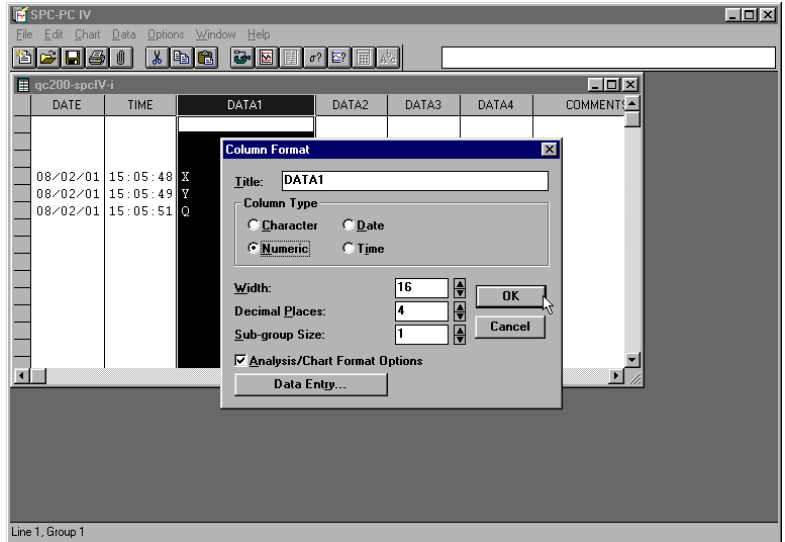 SPC-PC IV
File Edit Chart Data Options Window Help
σ?
qc200-spcIV-i
DATE TIME DATA1 DATA2 DATA3 DATA4 COMMENTS
08/02/01 15:05:48 X
08/02/01 15:05:49 Y
08/02/01 15:05:51 Q
Column Format
Title: DATA1
Column Type
Character Date
Numeric Time
Width: 16
OK
Decimal Places: 4
Sub-group Size: 1
Cancel
Analysis/Chart Format Options
Data Entry...
Line 1, Group 1